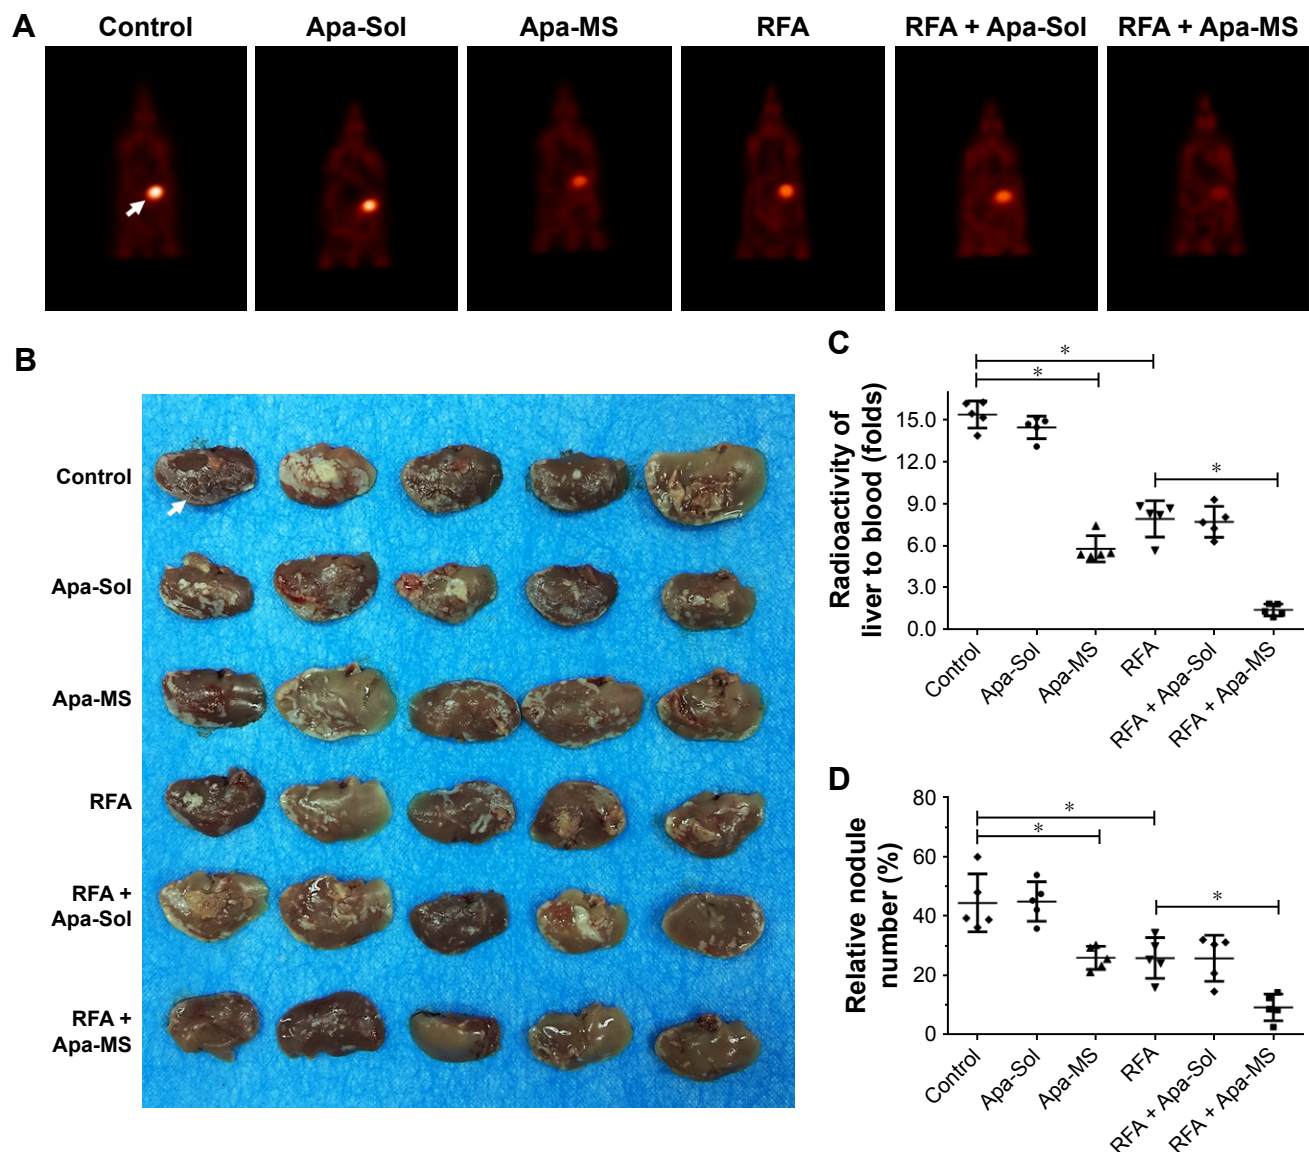 A
Control
Apa-Sol
Apa-MS
RFA
RFA + Apa-Sol
RFA + Apa-MS
B
Control
Apa-Sol
Apa-MS
RFA
RFA +
Apa-Sol
RFA +
Apa-MS
C
Radioactivity of
liver to blood (folds)
*
*
*
15.0
12.0
9.0
6.0
3.0
0.0
Control
Apa-Sol
Apa-MS
RFA
RFA + Apa-Sol
RFA + Apa-MS
D
Relative nodule
number (%)
*
*
*
80
60
40
20
0
Control
Apa-Sol
Apa-MS
RFA
RFA + Apa-Sol
RFA + Apa-MS